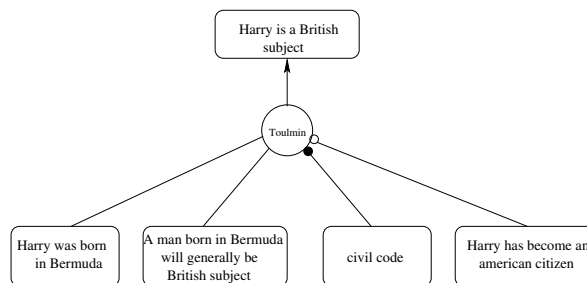 Harry is a British
subject
Toulmin
Harry was born
in Bermuda
A man born in Bermuda
will generally be
British subject
civil code
Harry has become an
american citizen